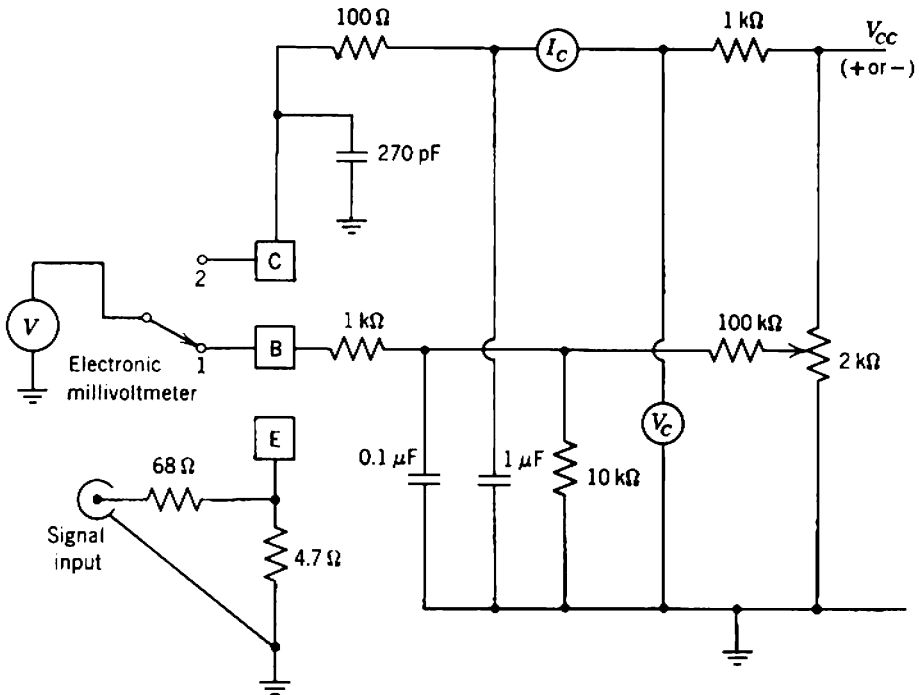 100 Ω
1 kΩ
I_C
V_CC
(+ or -)
270 pF
C
2
V
1 kΩ
100 kΩ
B
1
2 kΩ
Electronic
millivoltmeter
E
V_C
68 Ω
0.1 μF
1 μF
10 kΩ
Signal
input
4.7 Ω